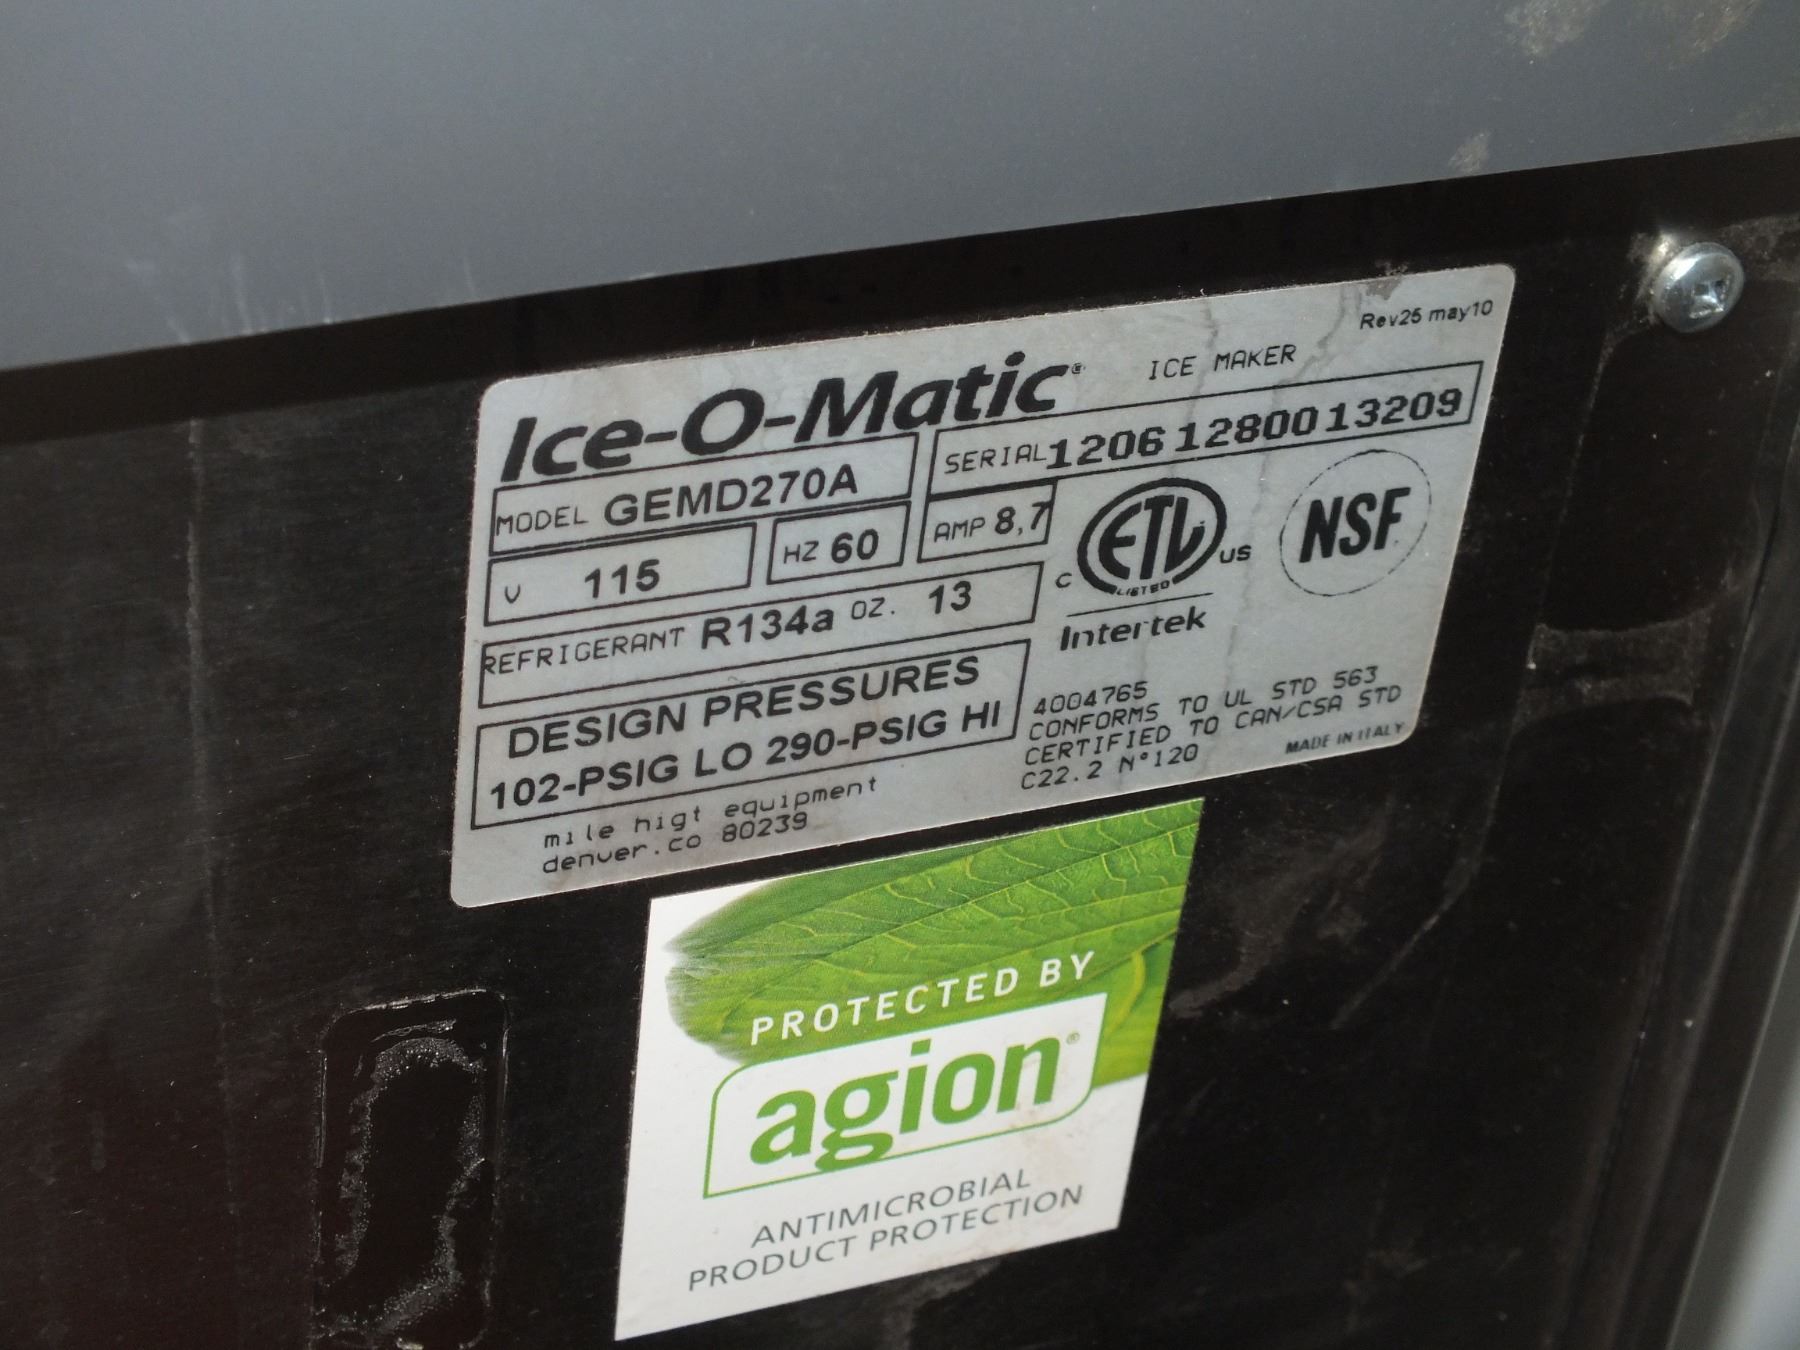 Rev25 may10
Ice-O-Matic® ICE MAKER
MODEL GEMD270A SERIAL 1206 12800 13209
V 115 HZ 60 AMP 8,7
C ETL US LISTED
NSF
Intertek
REFRIGERANT R134a OZ. 13
DESIGN PRESSURES
102-PSIG LO 290-PSIG HI
4004765
CONFORMS TO UL STD 563
CERTIFIED TO CAN/CSA STD
C22.2 N°120
MADE IN ITALY
mile higt equipment
denver.co 80239
PROTECTED BY
agion®
ANTIMICROBIAL
PRODUCT PROTECTION